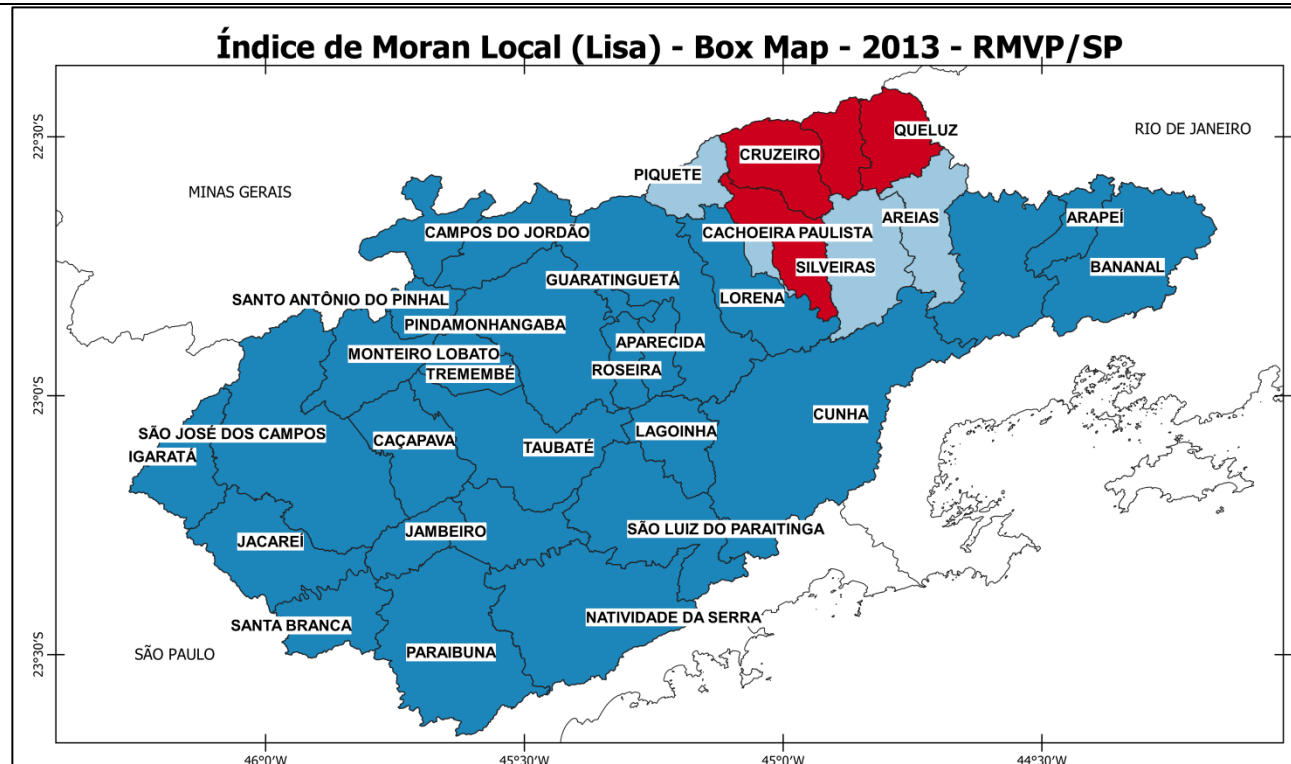 Índice de Moran Local (Lisa) - Box Map - 2013 - RMVP/SP
22°30'S
RIO DE JANEIRO
QUELUZ
CRUZEIRO
PIQUETE
MINAS GERAIS
AREIAS
ARAPEÍ
CAMPOS DO JORDÃO
CACHOEIRA PAULISTA
SILVEIRAS
BANANAL
GUARATINGUETÁ
SANTO ANTÔNIO DO PINHAL
LORENA
PINDAMONHANGABA
APARECIDA
MONTEIRO LOBATO
TREMEMBÉ
ROSEIRA
23°0'S
CUNHA
SÃO JOSÉ DOS CAMPOS
CAÇAPAVA
TAUBATÉ
LAGOINHA
IGARATÁ
JACAREÍ
JAMBEIRO
SÃO LUIZ DO PARAITINGA
SANTA BRANCA
NATIVIDADE DA SERRA
SÃO PAULO
PARAIBUNA
23°30'S
46°0'W
45°30'W
45°0'W
44°30'W